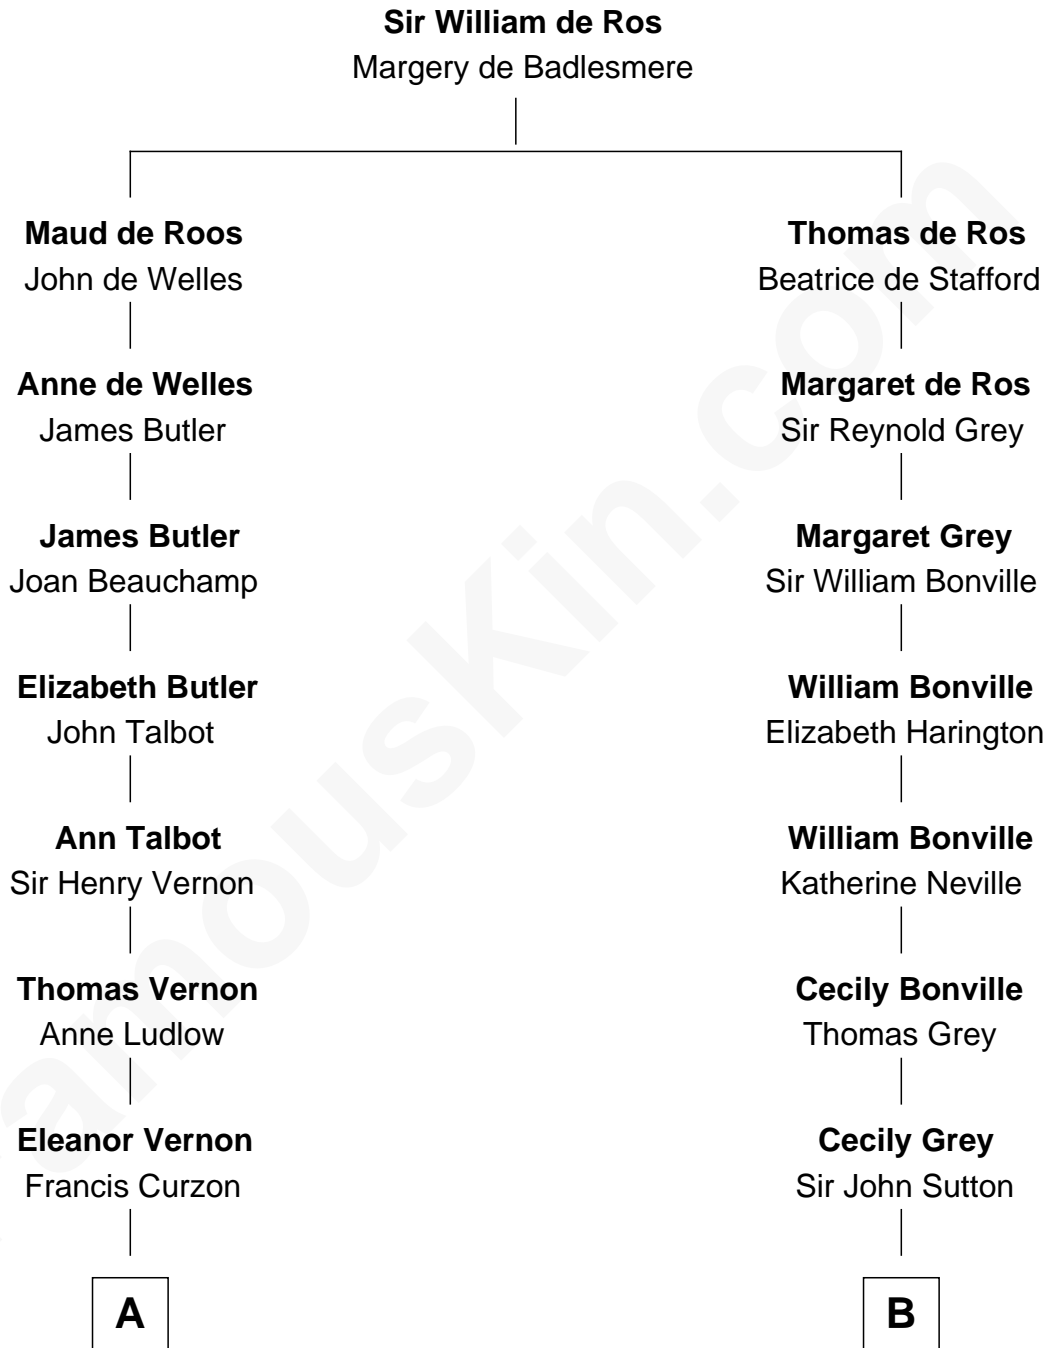 Sir William de Ros
Margery de Badlesmere
Maud de Roos
John de Welles
Thomas de Ros
Beatrice de Stafford
Anne de Welles
James Butler
Margaret de Ros
Sir Reynold Grey
James Butler
Joan Beauchamp
Margaret Grey
Sir William Bonville
Elizabeth Butler
John Talbot
William Bonville
Elizabeth Harington
Ann Talbot
Sir Henry Vernon
William Bonville
Katherine Neville
Thomas Vernon
Anne Ludlow
Cecily Bonville
Thomas Grey
Eleanor Vernon
Francis Curzon
Cecily Grey
Sir John Sutton
A
B
famouskin.com